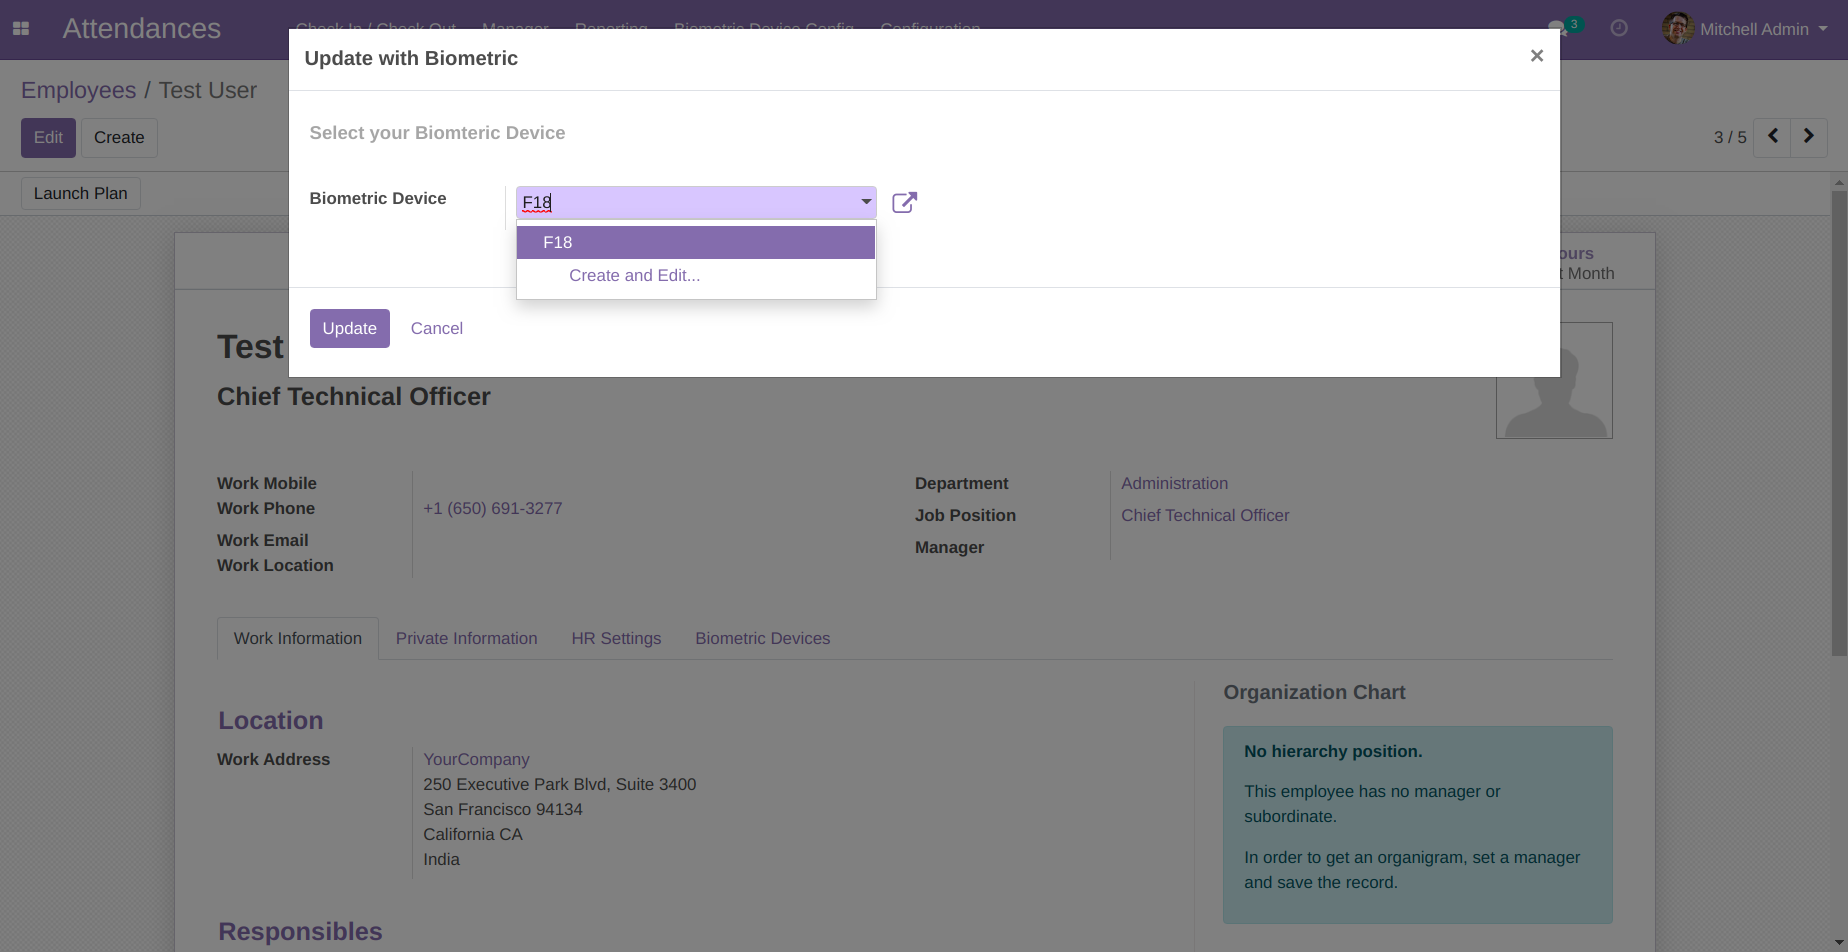 Attendances
Check In / Check Out Manager Reporting Biometric Device Config Configuration
3
Mitchell Admin
Update with Biometric
×
Employees / Test User
Select your Biomteric Device
Edit Create
3 / 5
Launch Plan
Biometric Device
F18
F18
Create and Edit...
ours
t Month
Update Cancel
Test
Chief Technical Officer
Work Mobile
Work Phone +1 (650) 691-3277
Work Email
Work Location
Department Administration
Job Position Chief Technical Officer
Manager
Work Information Private Information HR Settings Biometric Devices
Location
Work Address YourCompany
250 Executive Park Blvd, Suite 3400
San Francisco 94134
California CA
India
Responsibles
Organization Chart
No hierarchy position.
This employee has no manager or
subordinate.
In order to get an organigram, set a manager
and save the record.